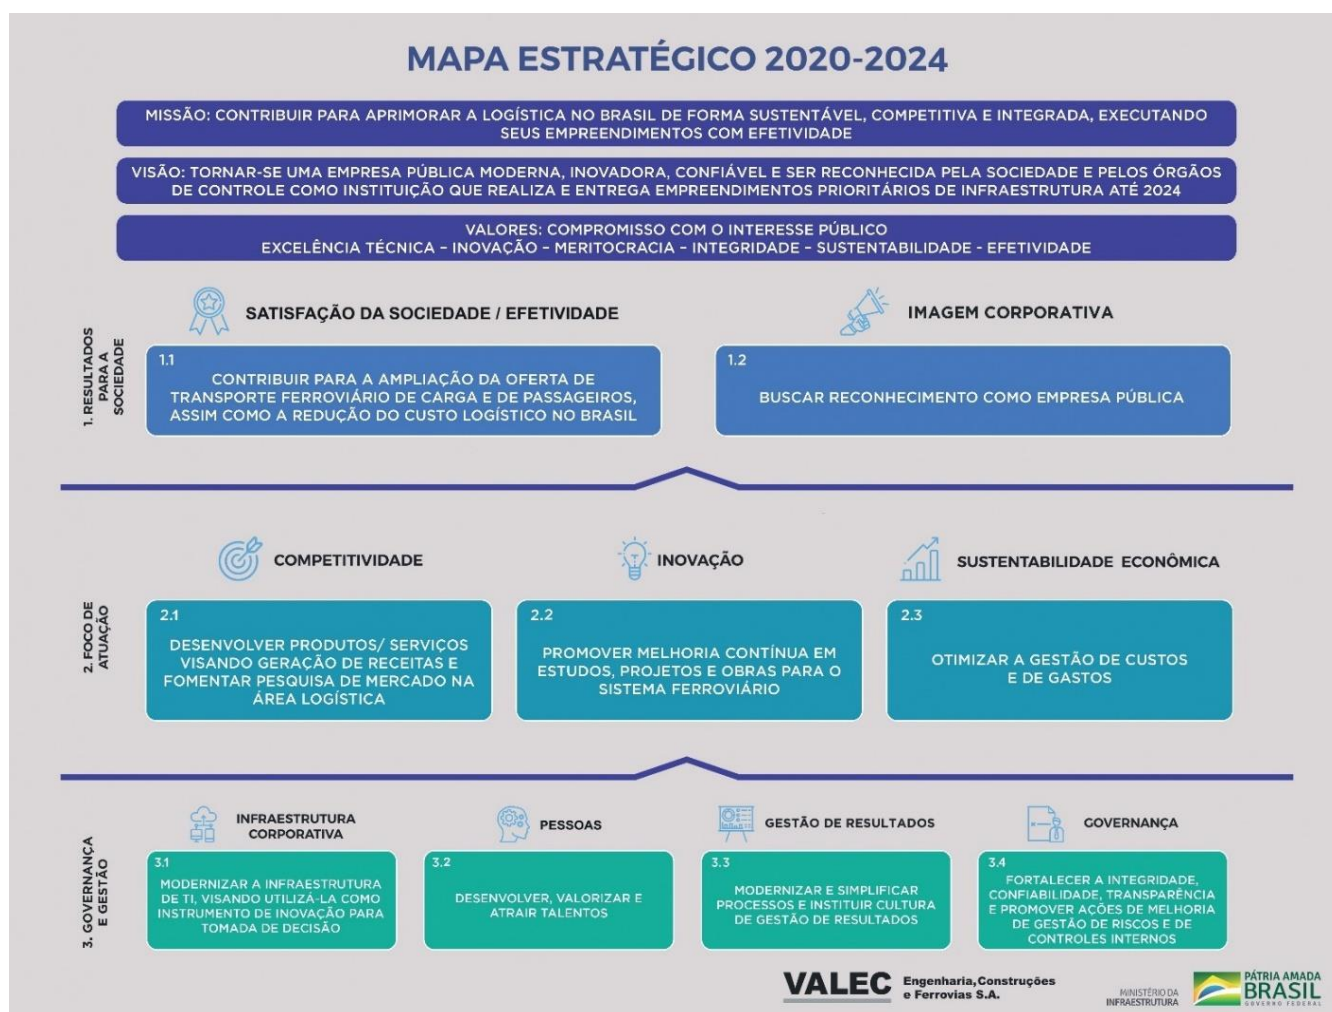 MAPA ESTRATÉGICO 2020-2024
MISSÃO: CONTRIBUIR PARA APRIMORAR A LOGÍSTICA NO BRASIL DE FORMA SUSTENTÁVEL, COMPETITIVA E INTEGRADA, EXECUTANDO
SEUS EMPREENDIMENTOS COM EFETIVIDADE
VISÃO: TORNAR-SE UMA EMPRESA PÚBLICA MODERNA, INOVADORA, CONFIÁVEL E SER RECONHECIDA PELA SOCIEDADE E PELOS ÓRGÃOS
DE CONTROLE COMO INSTITUIÇÃO QUE REALIZA E ENTREGA EMPREENDIMENTOS PRIORITÁRIOS DE INFRAESTRUTURA ATÉ 2024
VALORES: COMPROMISSO COM O INTERESSE PÚBLICO
EXCELÊNCIA TÉCNICA – INOVAÇÃO – MERITOCRACIA – INTEGRIDADE – SUSTENTABILIDADE - EFETIVIDADE
1. RESULTADOS
PARA A
SOCIEDADE
SATISFAÇÃO DA SOCIEDADE / EFETIVIDADE
1.1
CONTRIBUIR PARA A AMPLIAÇÃO DA OFERTA DE
TRANSPORTE FERROVIÁRIO DE CARGA E DE PASSAGEIROS,
ASSIM COMO A REDUÇÃO DO CUSTO LOGÍSTICO NO BRASIL
IMAGEM CORPORATIVA
1.2
BUSCAR RECONHECIMENTO COMO EMPRESA PÚBLICA
2. FOCO DE
ATUAÇÃO
COMPETITIVIDADE
2.1
DESENVOLVER PRODUTOS/ SERVIÇOS
VISANDO GERAÇÃO DE RECEITAS E
FOMENTAR PESQUISA DE MERCADO NA
ÁREA LOGÍSTICA
INOVAÇÃO
2.2
PROMOVER MELHORIA CONTÍNUA EM
ESTUDOS, PROJETOS E OBRAS PARA O
SISTEMA FERROVIÁRIO
SUSTENTABILIDADE ECONÔMICA
2.3
OTIMIZAR A GESTÃO DE CUSTOS
E DE GASTOS
3. GOVERNANÇA
E GESTÃO
INFRAESTRUTURA
CORPORATIVA
3.1
MODERNIZAR A INFRAESTRUTURA
DE TI, VISANDO UTILIZÁ-LA COMO
INSTRUMENTO DE INOVAÇÃO PARA
TOMADA DE DECISÃO
PESSOAS
3.2
DESENVOLVER, VALORIZAR E
ATRAIR TALENTOS
GESTÃO DE RESULTADOS
3.3
MODERNIZAR E SIMPLIFICAR
PROCESSOS E INSTITUIR CULTURA
DE GESTÃO DE RESULTADOS
GOVERNANÇA
3.4
FORTALECER A INTEGRIDADE,
CONFIABILIDADE, TRANSPARÊNCIA
E PROMOVER AÇÕES DE MELHORIA
DE GESTÃO DE RISCOS E DE
CONTROLES INTERNOS
VALEC
Engenharia, Construções
e Ferrovias S.A.
MINISTÉRIO DA
INFRAESTRUTURA
PÁTRIA AMADA
BRASIL
GOVERNO FEDERAL